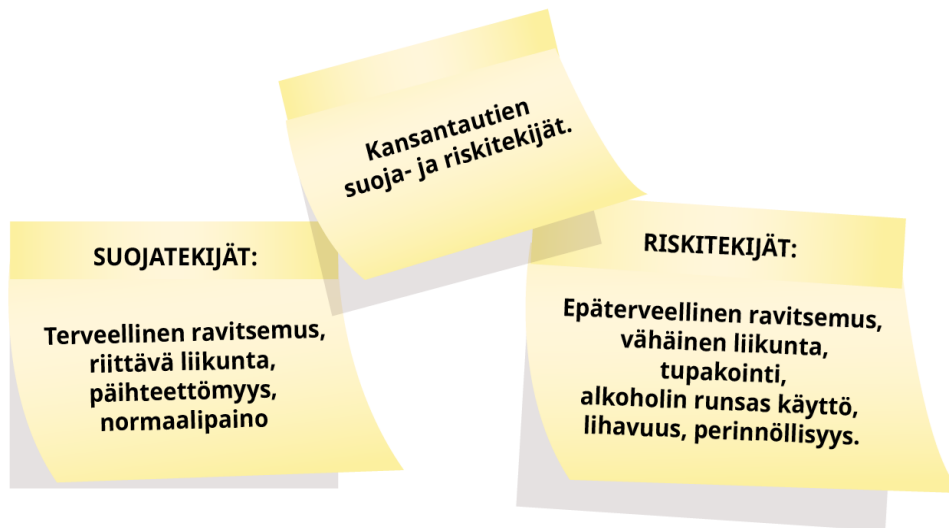 Kansantautien
suoja- ja riskitekijät.
SUOJATEKIJÄT:
Terveellinen ravitsemus,
riittävä liikunta,
päihteettömyys,
normaalipaino
RISKITEKIJÄT:
Epäterveellinen ravitsemus,
vähäinen liikunta,
tupakointi,
alkoholin runsas käyttö,
lihavuus, perinnöllisyys.